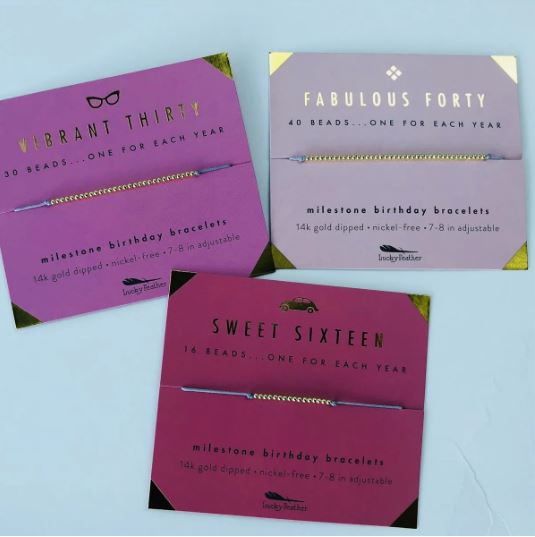 VIBRANT THIRTY
30 BEADS...ONE FOR EACH YEAR
milestone birthday bracelets
14k gold dipped • nickel-free • 7-8 in adjustable
Lucky Feather
FABULOUS FORTY
40 BEADS...ONE FOR EACH YEAR
milestone birthday bracelets
14k gold dipped • nickel-free • 7-8 in adjustable
Lucky Feather
SWEET SIXTEEN
16 BEADS...ONE FOR EACH YEAR
milestone birthday bracelets
14k gold dipped • nickel-free • 7-8 in adjustable
Lucky Feather